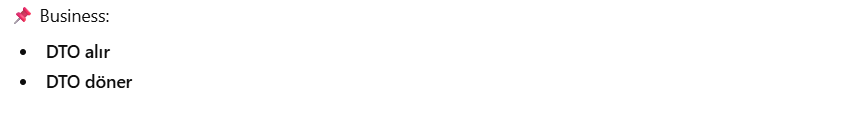 📌 Business:
• DTO alır
• DTO döner